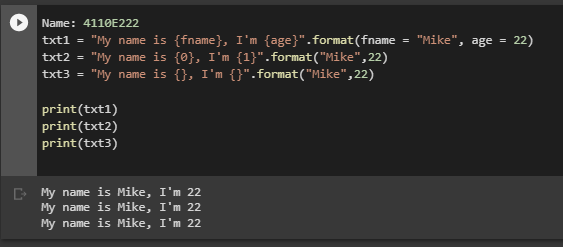 Name: 4110E222
txt1 = "My name is {fname}, I'm {age}".format(fname = "Mike", age = 22)
txt2 = "My name is {0}, I'm {1}".format("Mike",22)
txt3 = "My name is {}, I'm {}".format("Mike",22)
print(txt1)
print(txt2)
print(txt3)
My name is Mike, I'm 22
My name is Mike, I'm 22
My name is Mike, I'm 22